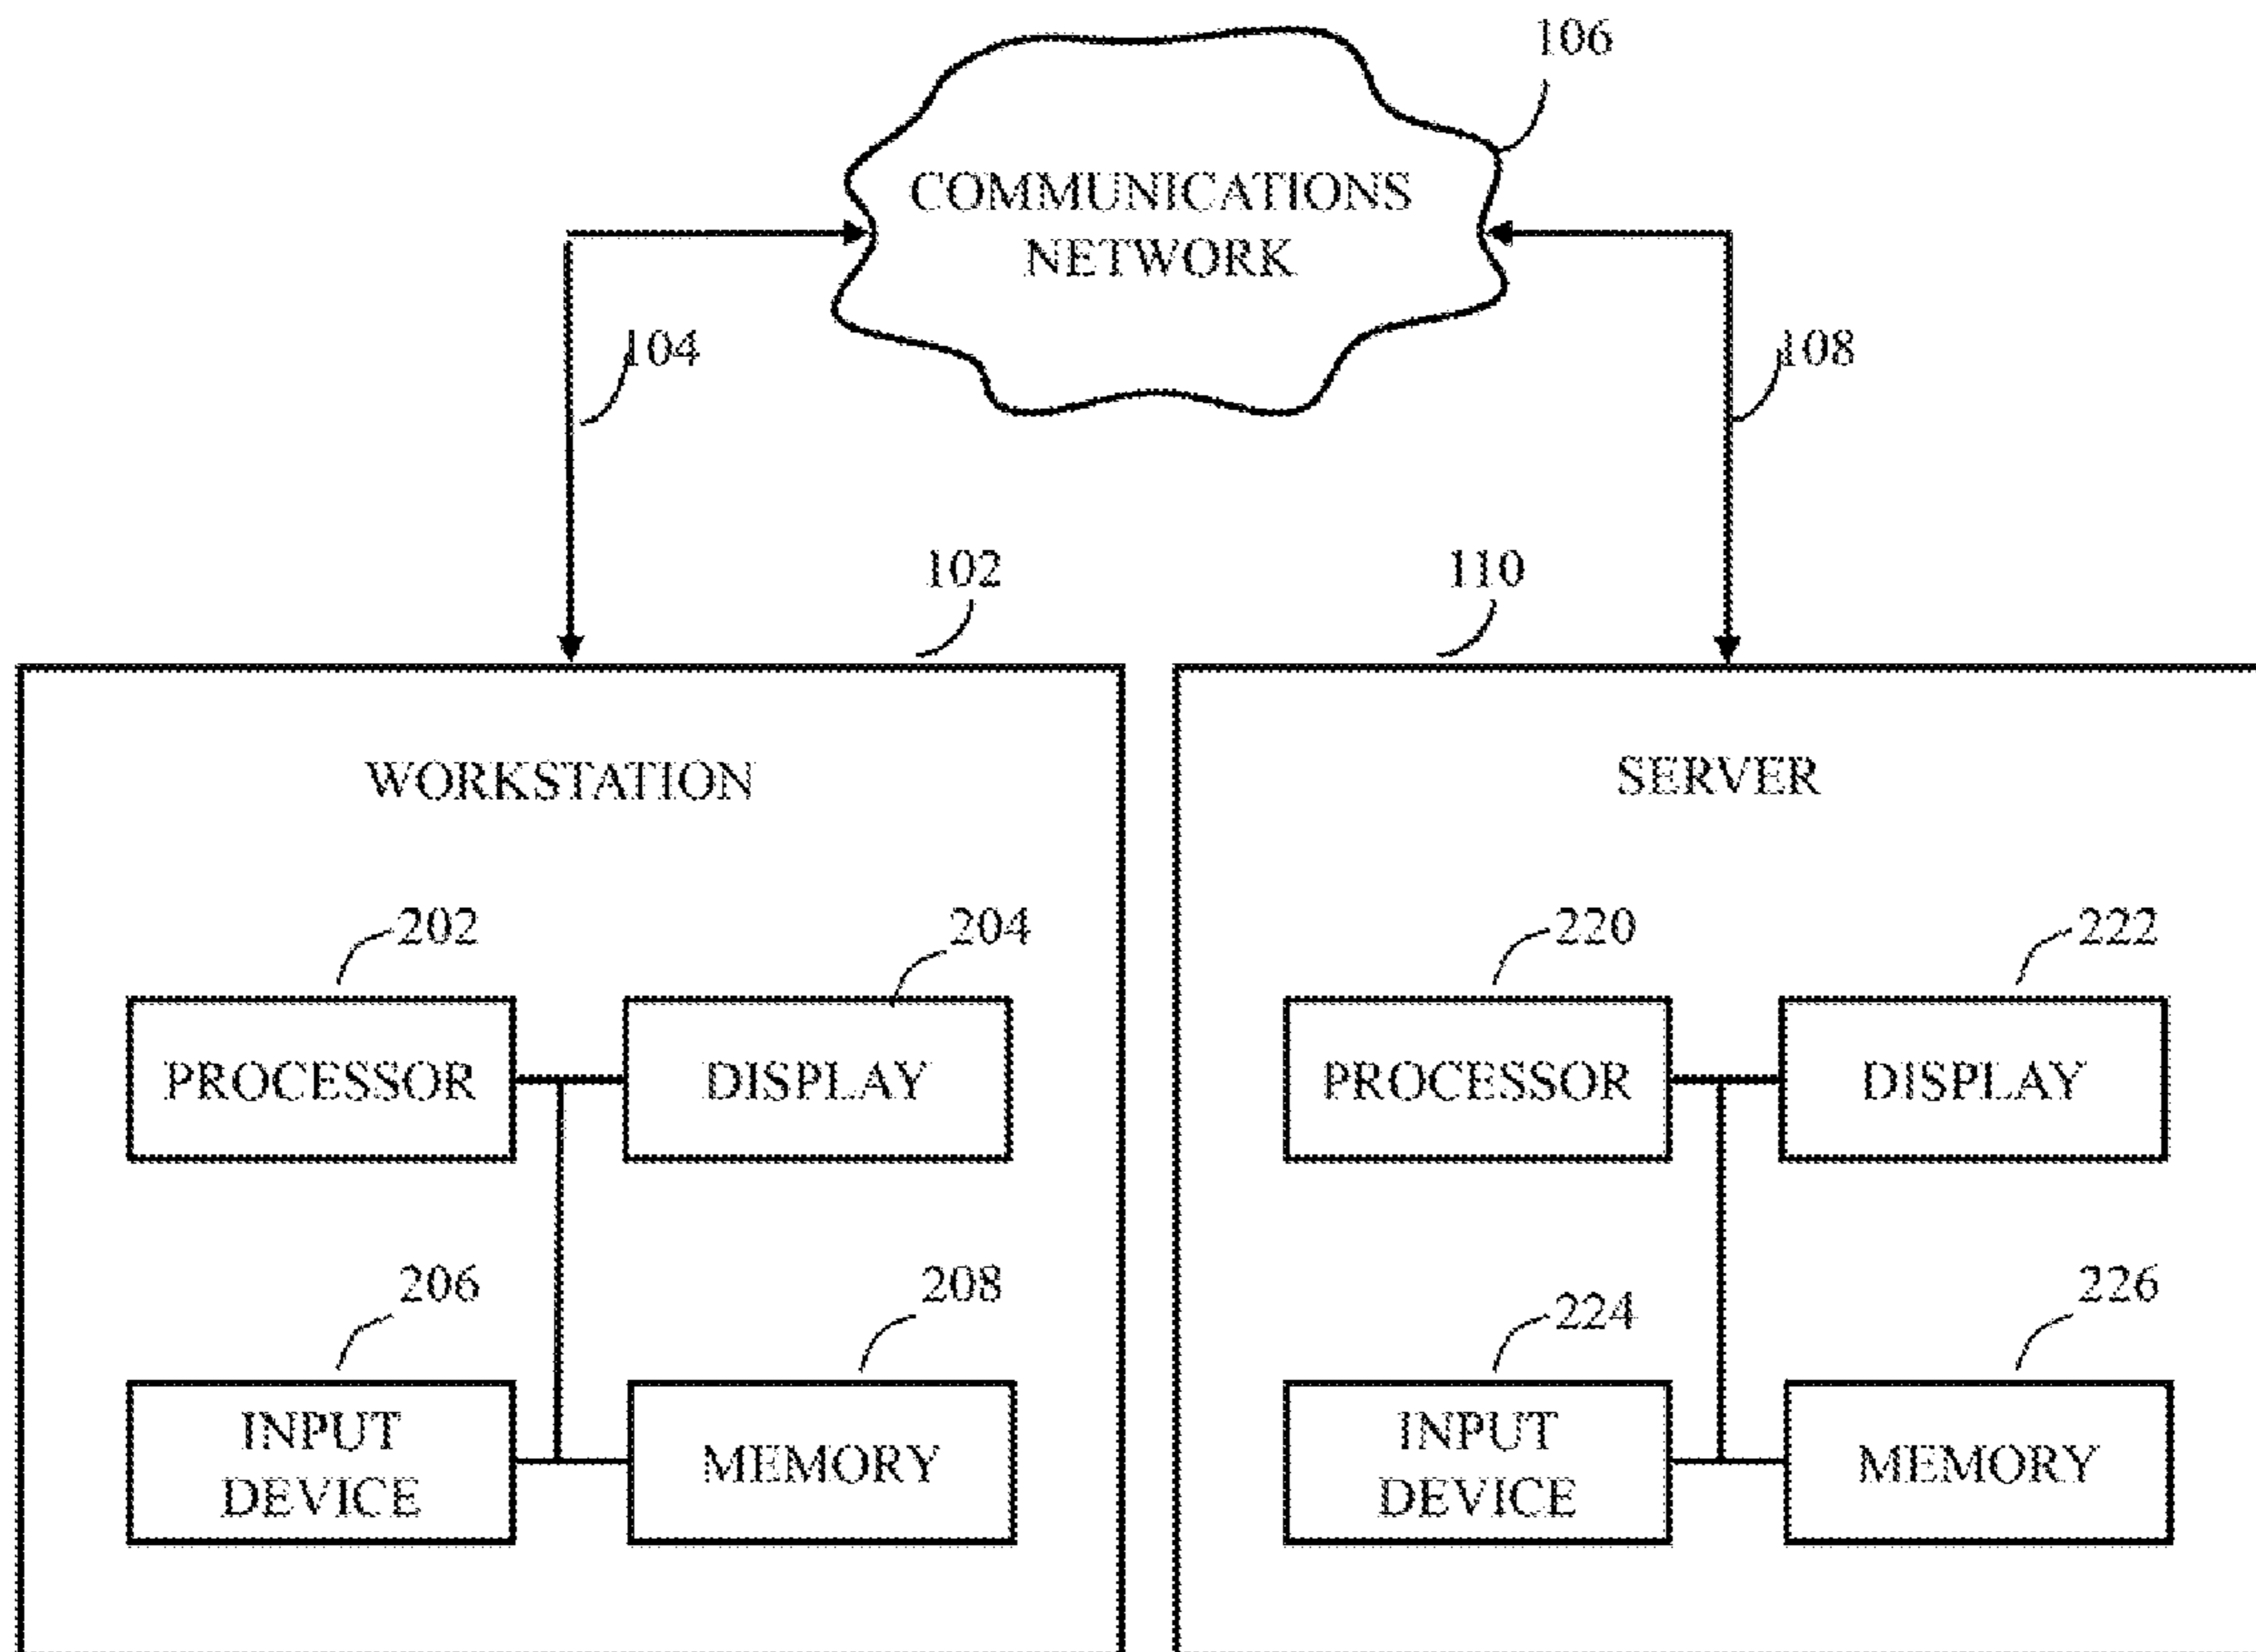 106
COMMUNICATIONS
NETWORK
104
108
102
110
WORKSTATION
SERVER
202
204
220
222
PROCESSOR
DISPLAY
PROCESSOR
DISPLAY
206
208
224
226
INPUT
DEVICE
MEMORY
INPUT
DEVICE
MEMORY